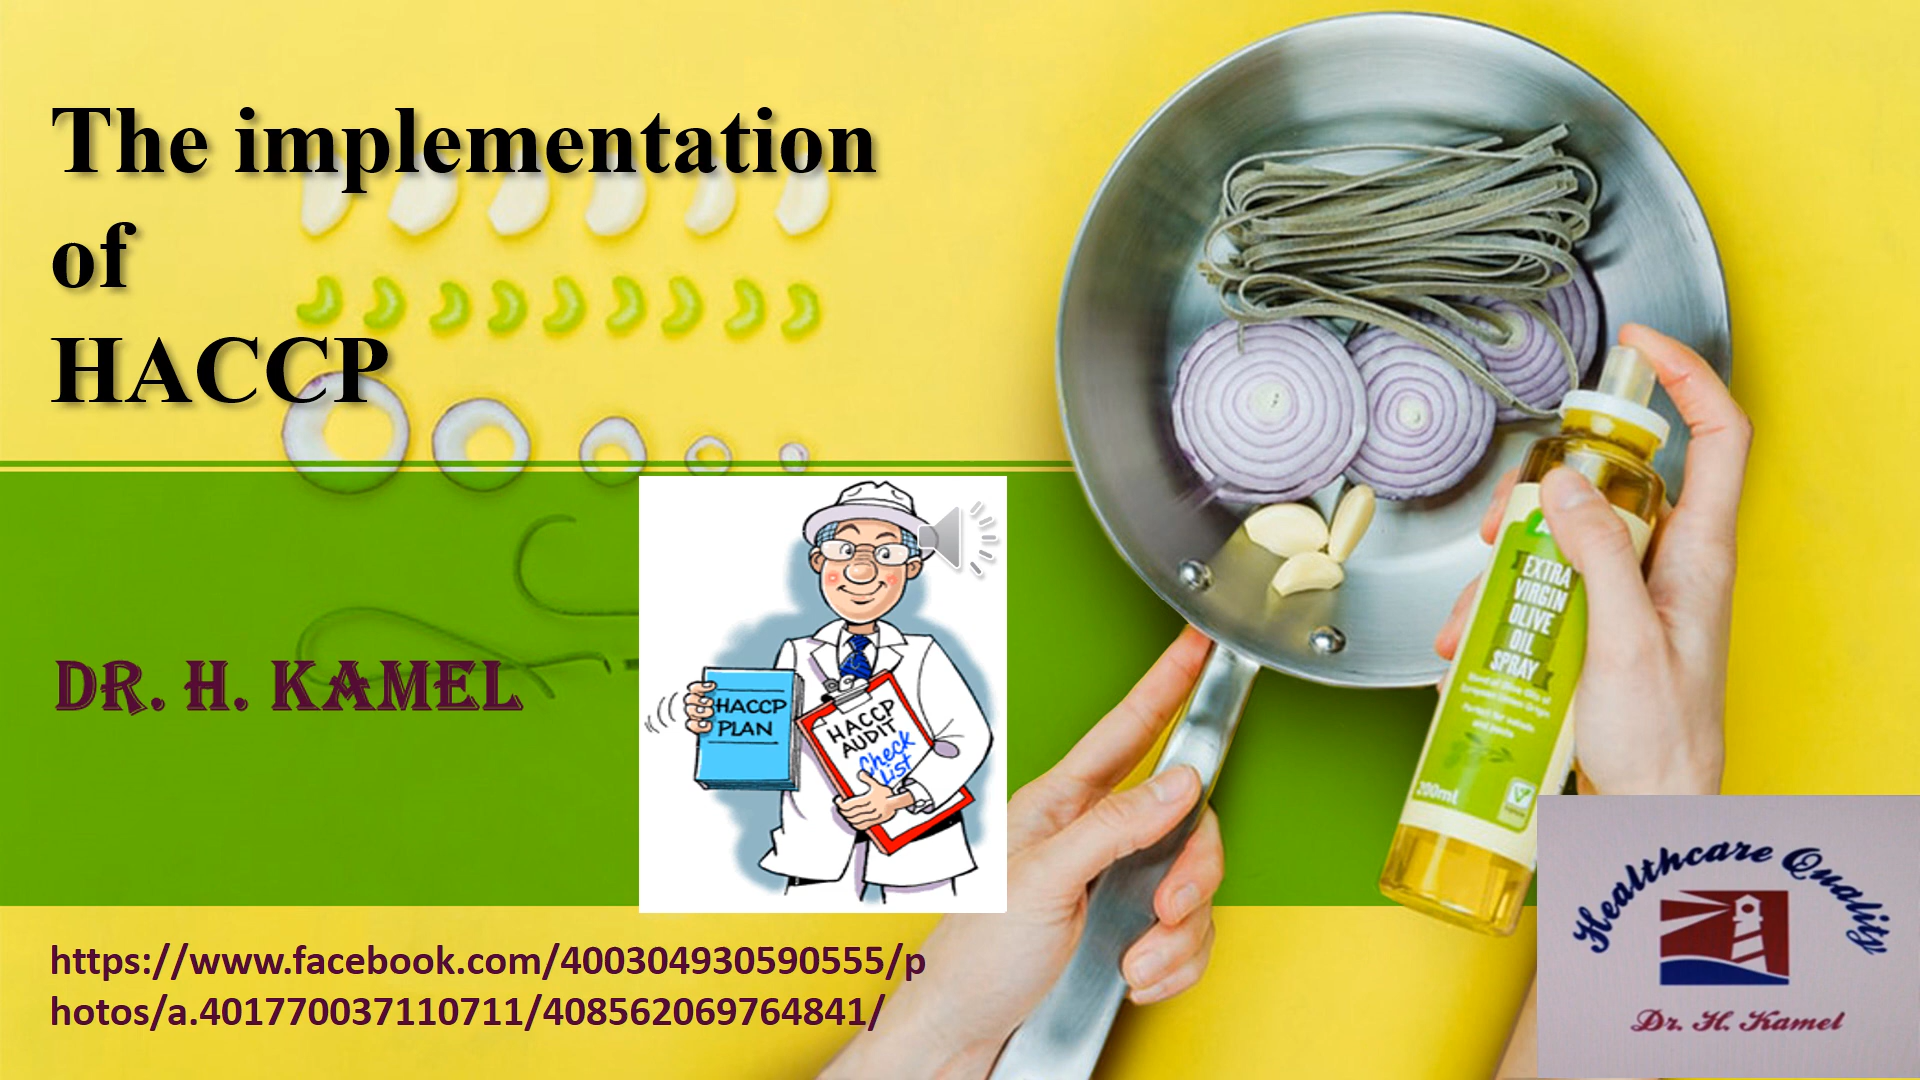 The implementation
of
HACCP
DR. H. KAMEL
HACCP
PLAN
HACCP
AUDIT
Check
List
EXTRA
VIRGIN
OLIVE
OIL
SPRAY
200ml
https://www.facebook.com/400304930590555/p
hotos/a.401770037110711/408562069764841/
Healthcare Quality
Dr. H. Kamel